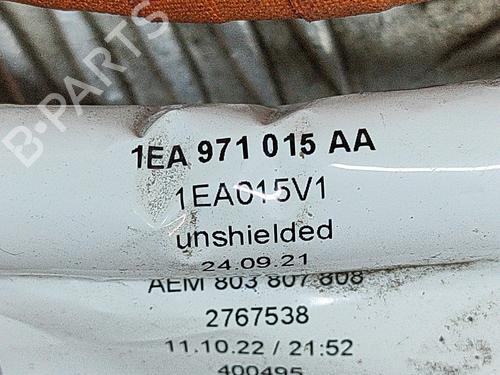 B-PARTS
1EA 971 015 AA
1EA015V1
unshielded
24.09.21
AEM 803 807 808
2767538
11.10.22 / 21:52
400495